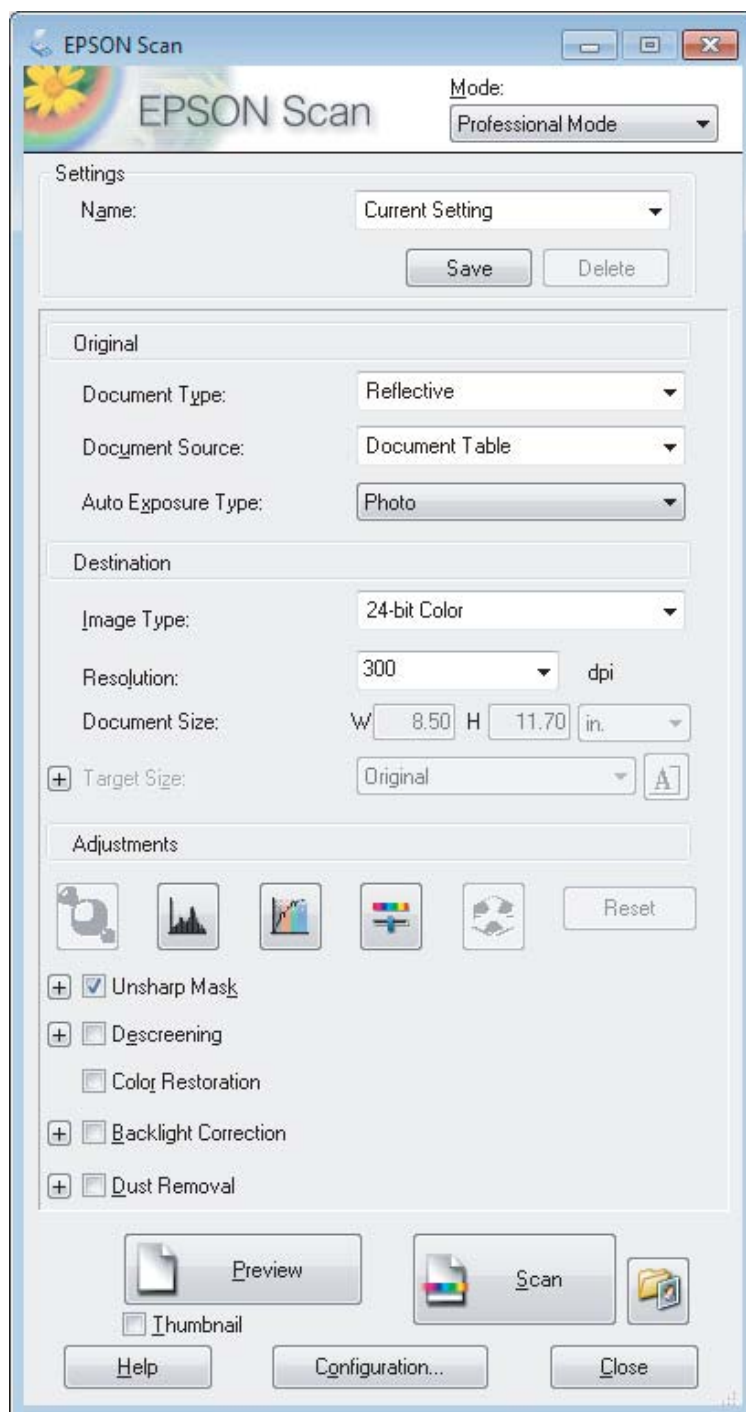 EPSON Scan
EPSON Scan
Mode:
Professional Mode
Settings
Name:
Current Setting
Save
Delete
Original
Document Type:
Reflective
Document Source:
Document Table
Auto Exposure Type:
Photo
Destination
Image Type:
24-bit Color
Resolution:
300
dpi
Document Size:
W 8.50 H 11.70 in.
Target Size:
Original
A
Adjustments
Reset
Unsharp Mask
Descreening
Color Restoration
Backlight Correction
Dust Removal
Preview
Scan
Thumbnail
Help
Configuration...
Close